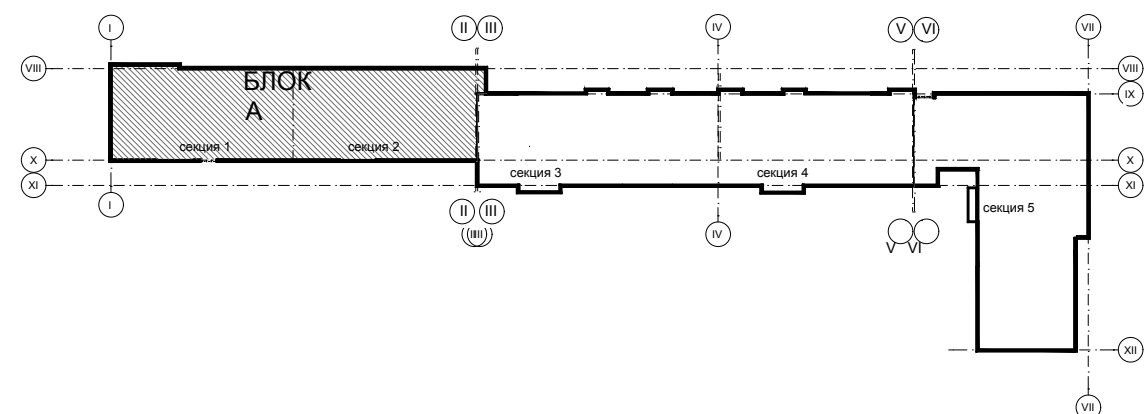 I II III IV V VI VII
VIII VIII
БЛОК
А
IX
секция 1 секция 2
X X
секция 3 секция 4
XI XI
I II III IV
секция 5
V VI
XII
VII